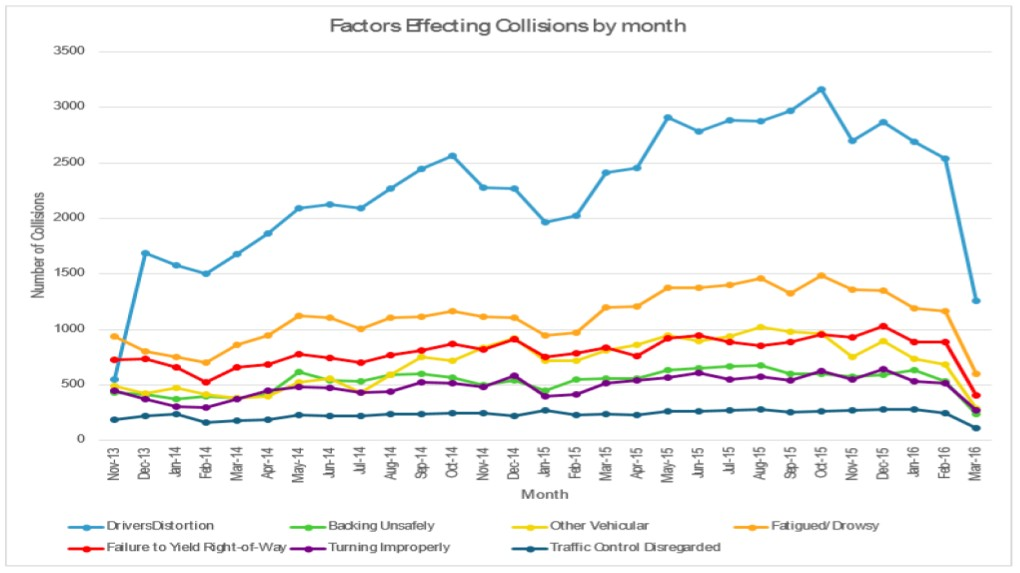 Factors Effecting Collisions by month
3500
3000
2500
2000
1500
1000
500
0
Number of Collisions
Nov-13 Dec-13 Jan-14 Feb-14 Mar-14 Apr-14 May-14 Jun-14 Jul-14 Aug-14 Sep-14 Oct-14 Nov-14 Dec-14 Jan-15 Feb-15 Mar-15 Apr-15 May-15 Jun-15 Jul-15 Aug-15 Sep-15 Oct-15 Nov-15 Dec-15 Jan-16 Feb-16 Mar-16
Month
DriversDistortion Backing Unsafely Other Vehicular Fatigued/Drowsy
Failure to Yield Right-of-Way Turning Improperly Traffic Control Disregarded